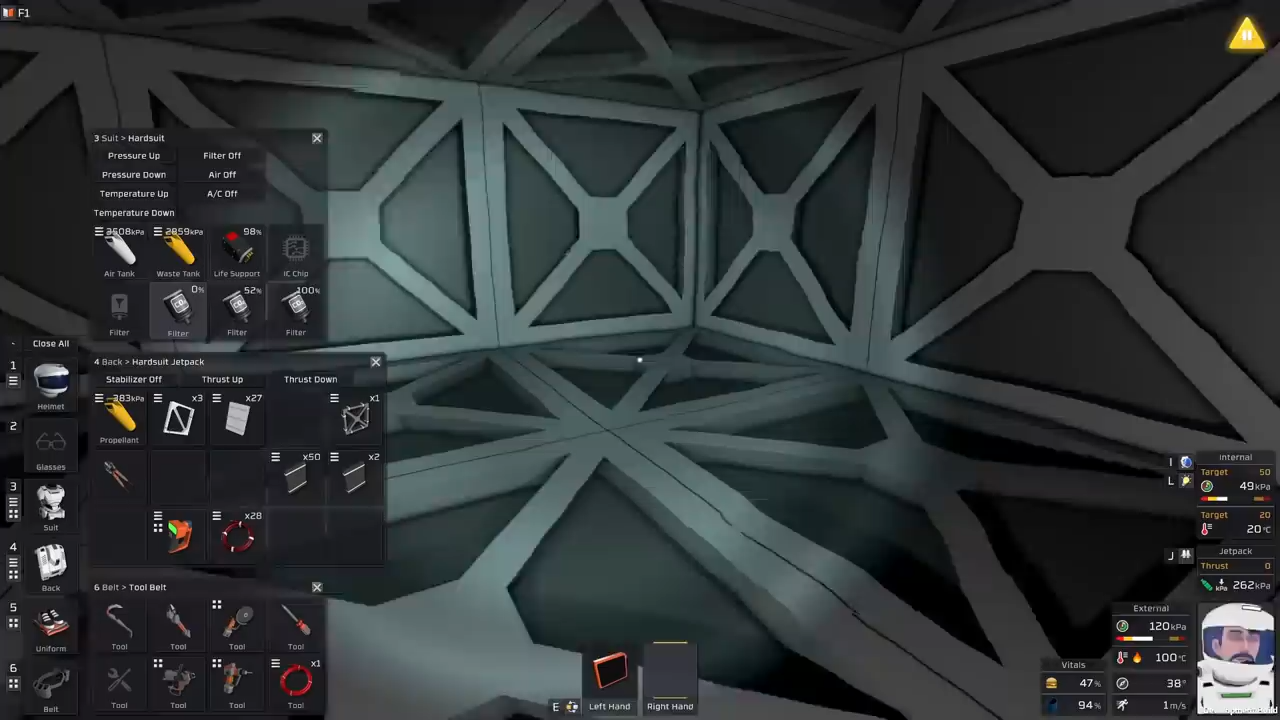 F1
3 Suit > Hardsuit
Pressure Up
Filter Off
Pressure Down
Air Off
Temperature Up
A/C Off
Temperature Down
3508kPa
2859kPa
98%
Air Tank
Waste Tank
Life Support
IC Chip
0%
52%
100%
Filter
Filter
Filter
Filter
Close All
4 Back > Hardsuit Jetpack
Stabilizer Off
Thrust Up
Thrust Down
383kPa
x3
x27
x1
Propellant
x50
x2
x28
6 Belt > Tool Belt
Tool
Tool
Tool
Tool
x1
Tool
Tool
Tool
Tool
1
Helmet
2
Glasses
3
Suit
4
Back
5
Uniform
6
Belt
E
Left Hand
Right Hand
I
L
J
Internal
Target 50
49kPa
Target 20
20°C
Jetpack
Thrust 0
kPa
262kPa
External
120kPa
100°C
38°
1m/s
Vitals
47%
94%